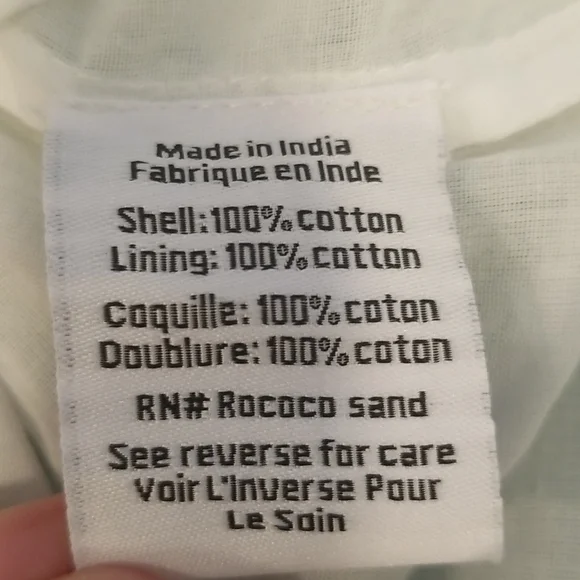 Made in India
Fabrique en Inde
Shell: 100% cotton
Lining: 100% cotton
Coquille: 100% coton
Doublure: 100% coton
RN# Rococo sand
See reverse for care
Voir L'Inverse Pour
Le Soin